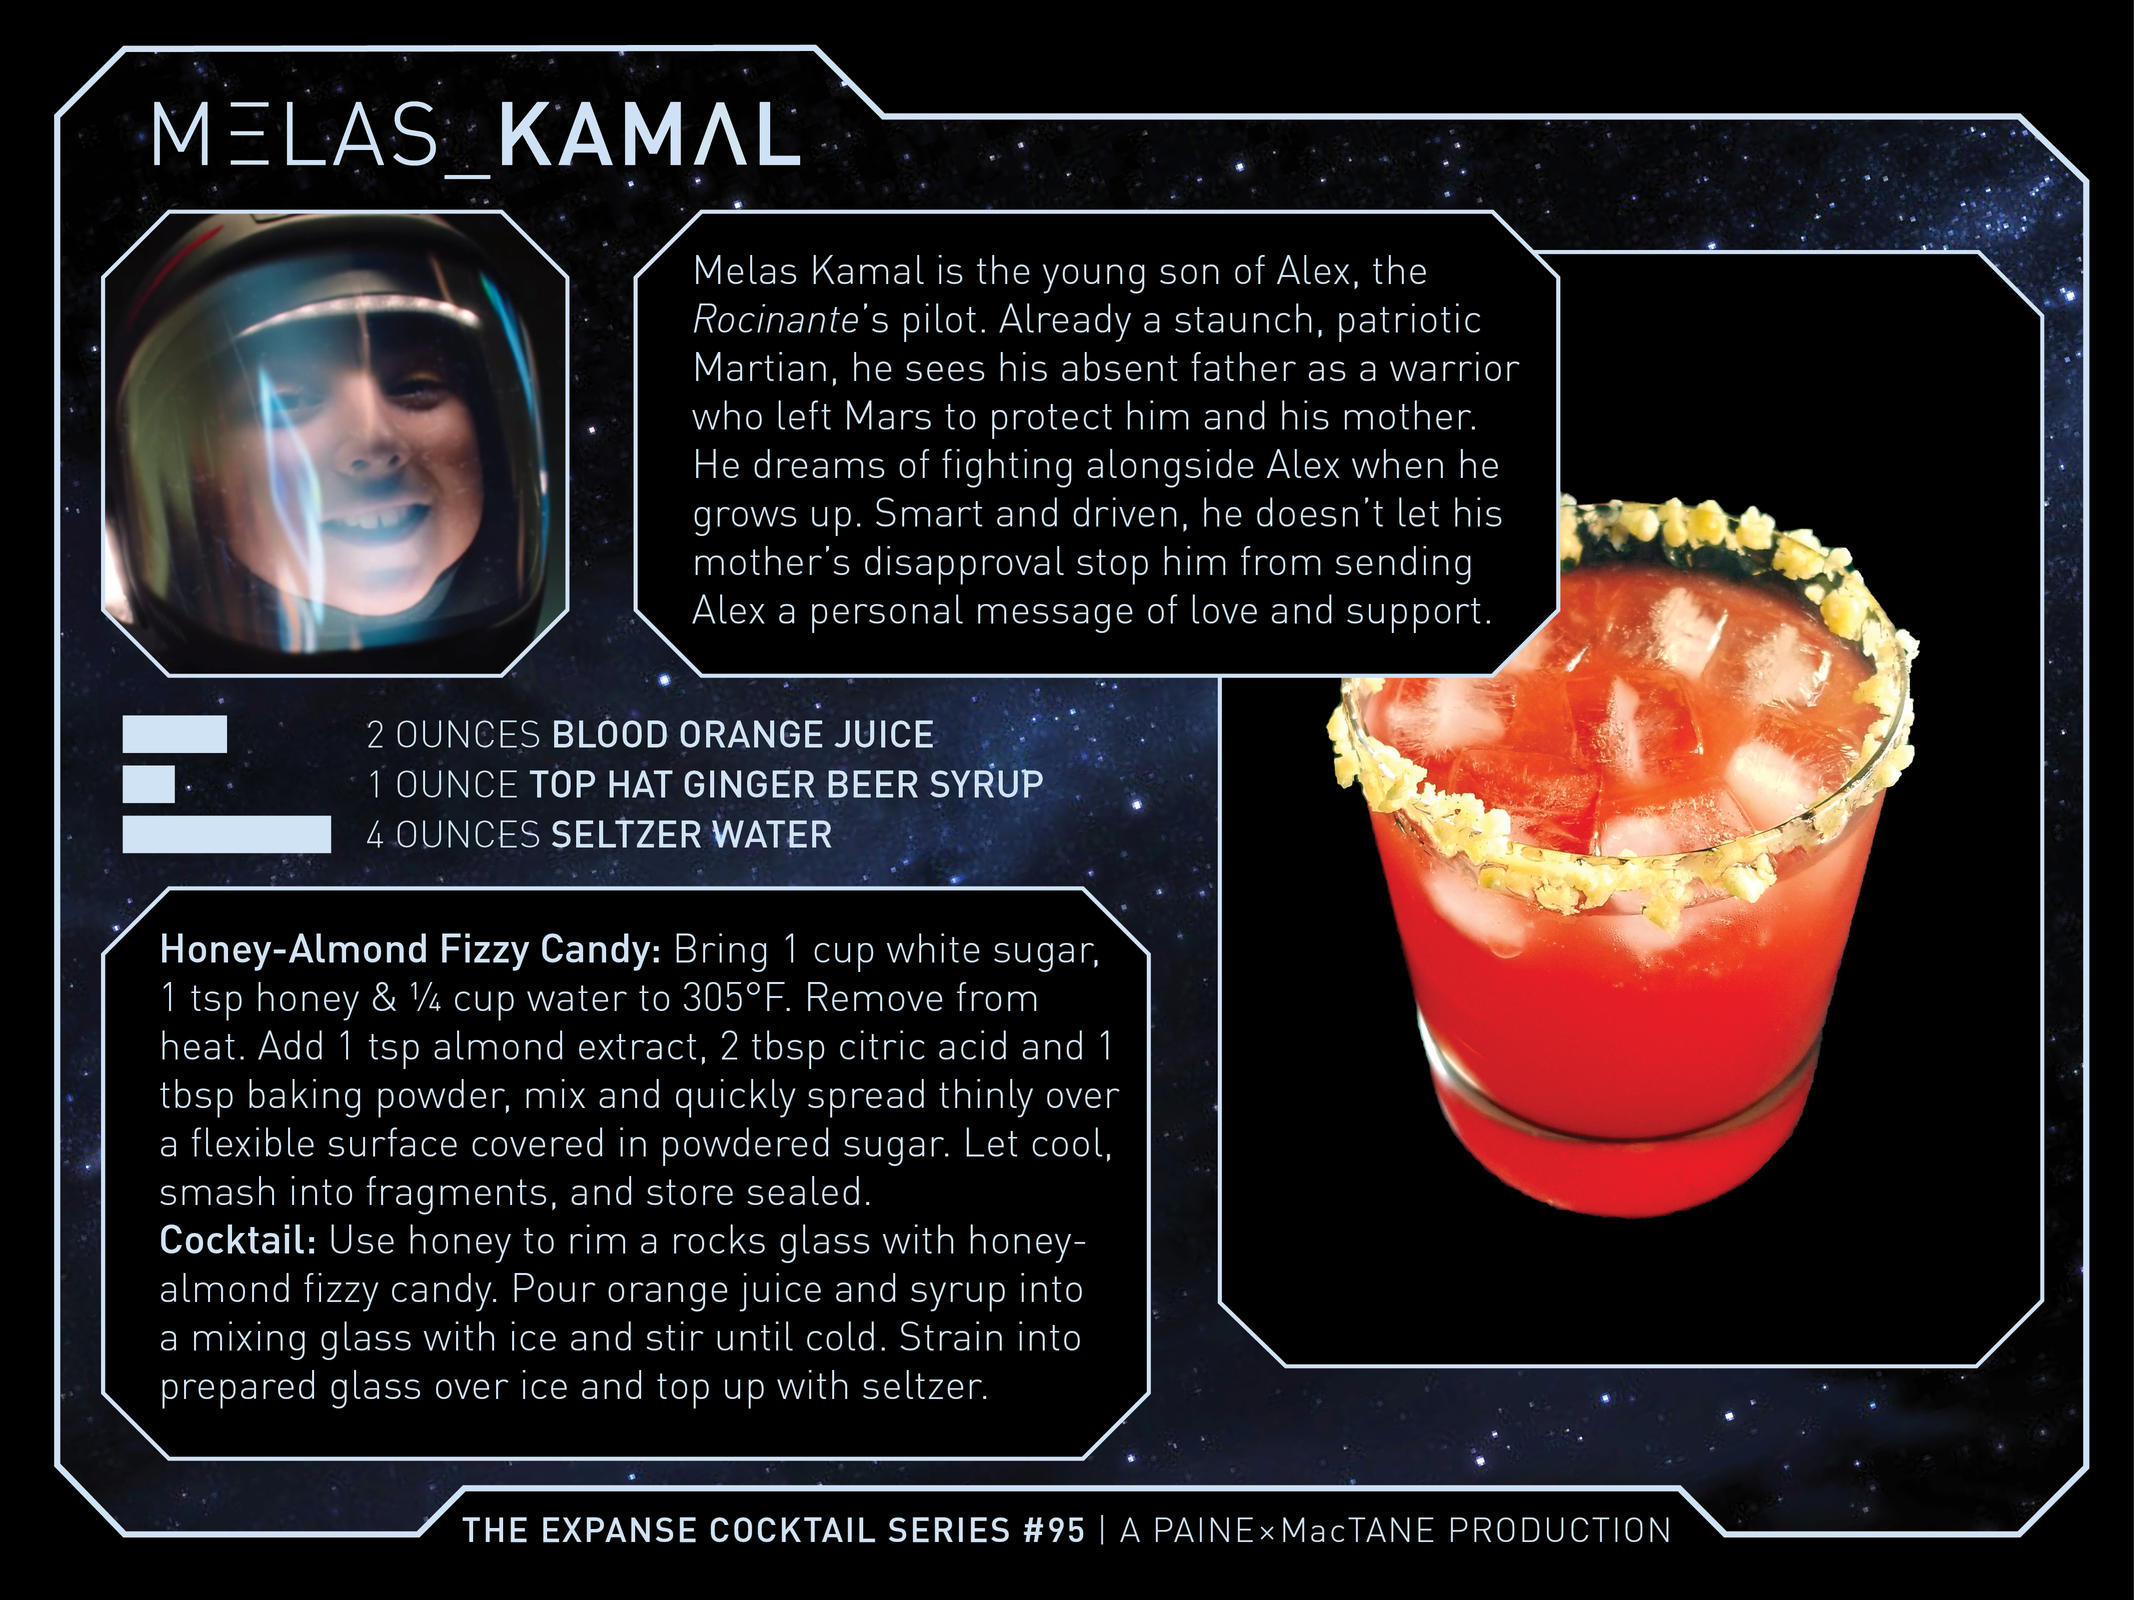 MELAS_KAMAL
Melas Kamal is the young son of Alex, the
Rocinante’s pilot. Already a staunch, patriotic
Martian, he sees his absent father as a warrior
who left Mars to protect him and his mother.
He dreams of fighting alongside Alex when he
grows up. Smart and driven, he doesn’t let his
mother’s disapproval stop him from sending
Alex a personal message of love and support.
2 OUNCES BLOOD ORANGE JUICE
1 OUNCE TOP HAT GINGER BEER SYRUP
4 OUNCES SELTZER WATER
Honey-Almond Fizzy Candy: Bring 1 cup white sugar,
1 tsp honey & ¼ cup water to 305°F. Remove from
heat. Add 1 tsp almond extract, 2 tbsp citric acid and 1
tbsp baking powder, mix and quickly spread thinly over
a flexible surface covered in powdered sugar. Let cool,
smash into fragments, and store sealed.
Cocktail: Use honey to rim a rocks glass with honey-
almond fizzy candy. Pour orange juice and syrup into
a mixing glass with ice and stir until cold. Strain into
prepared glass over ice and top up with seltzer.
THE EXPANSE COCKTAIL SERIES #95 | A PAINE×MacTANE PRODUCTION